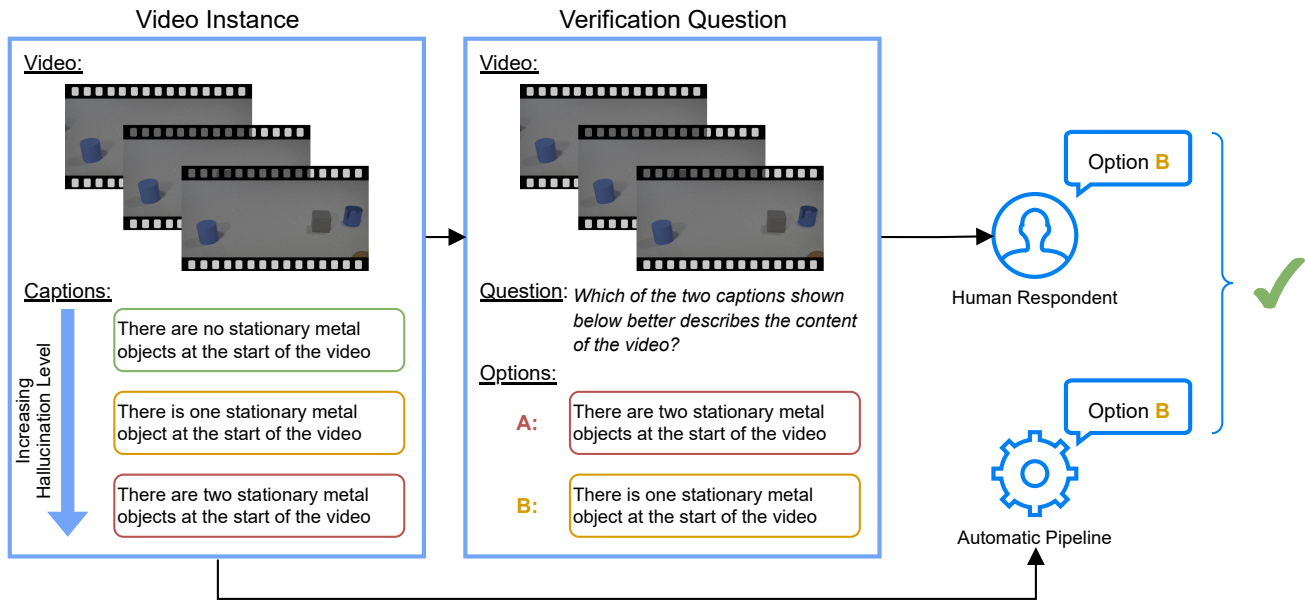 Video Instance
Video:
Captions:
Increasing
Hallucination Level
There are no stationary metal
objects at the start of the video
There is one stationary metal
object at the start of the video
There are two stationary metal
objects at the start of the video
Verification Question
Video:
Question: Which of the two captions shown
below better describes the content
of the video?
Options:
A:
There are two stationary metal
objects at the start of the video
B:
There is one stationary metal
object at the start of the video
Option B
Human Respondent
Option B
Automatic Pipeline